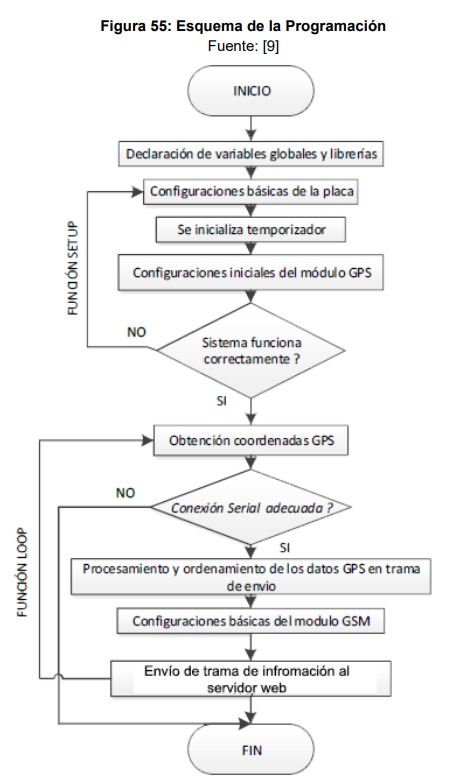 Figura 55: Esquema de la Programación
Fuente: [9]
INICIO
Declaración de variables globales y librerías
Configuraciones básicas de la placa
Se inicializa temporizador
Configuraciones iniciales del módulo GPS
FUNCIÓN SETUP
NO
Sistema funciona
correctamente ?
SI
Obtención coordenadas GPS
NO
Conexión Serial adecuada ?
SI
FUNCIÓN LOOP
Procesamiento y ordenamiento de los datos GPS en trama
de envio
Configuraciones básicas del modulo GSM
Envío de trama de infromación al
servidor web
FIN